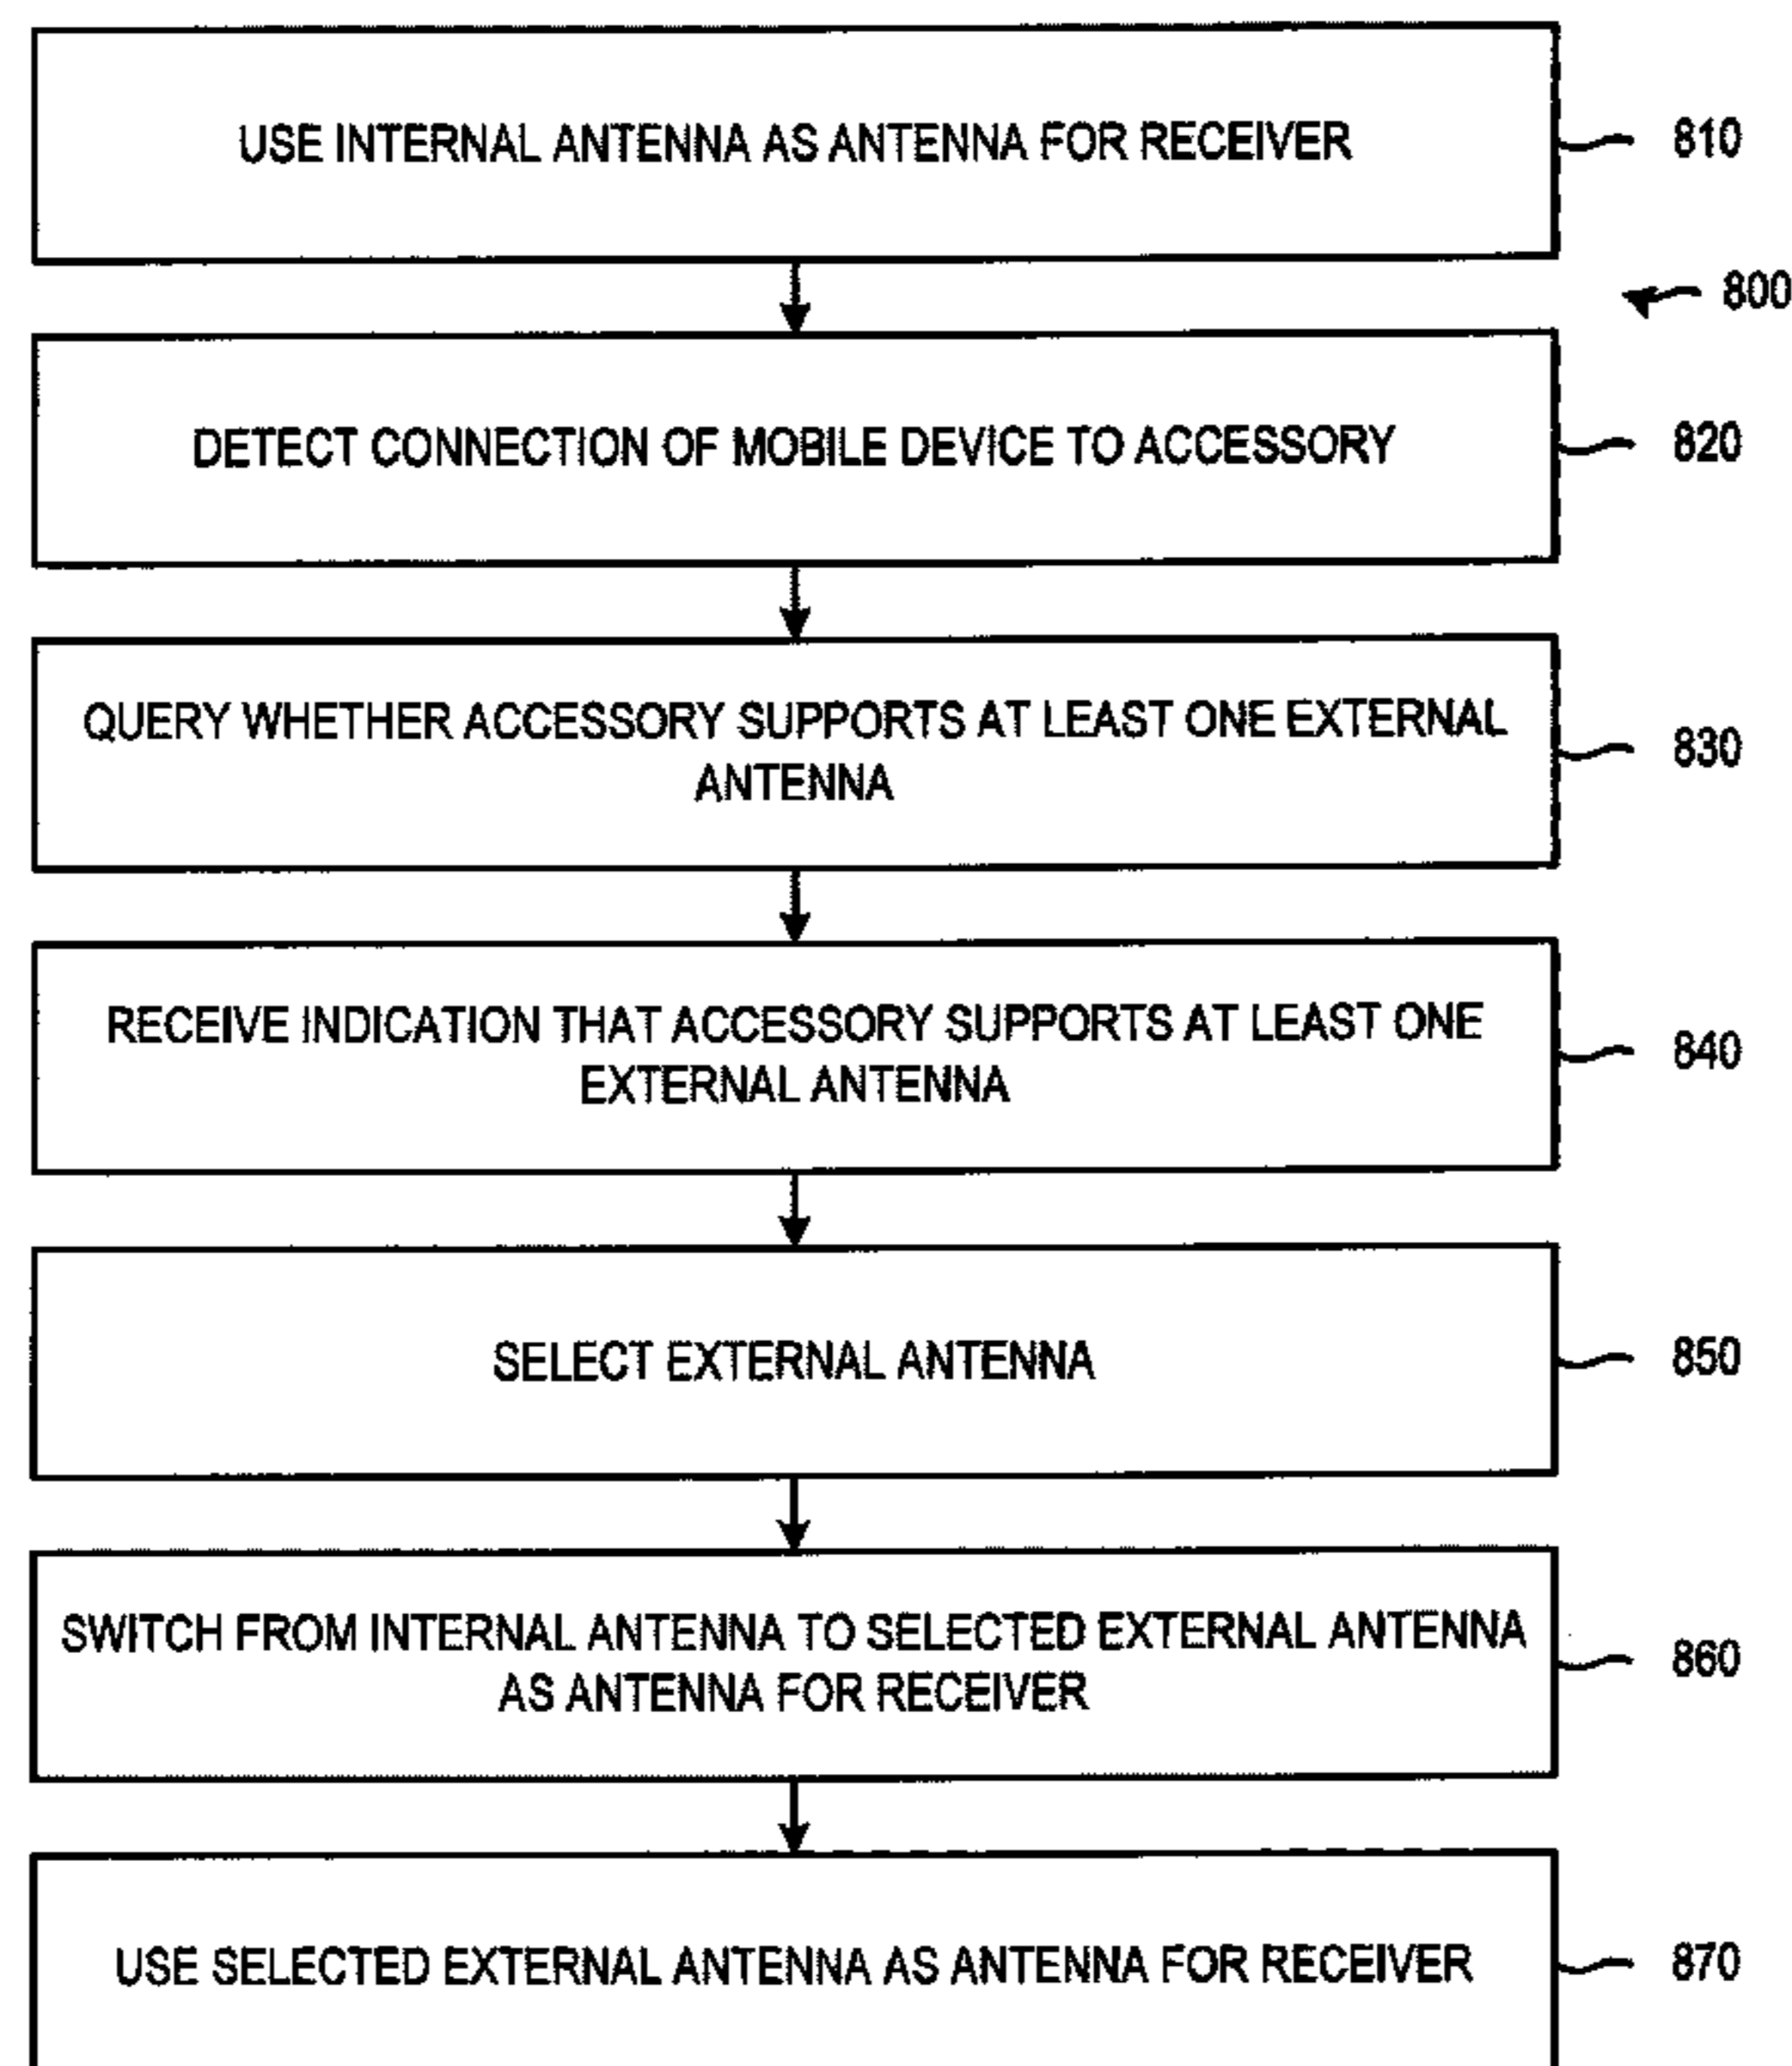 USE INTERNAL ANTENNA AS ANTENNA FOR RECEIVER
810
800
DETECT CONNECTION OF MOBILE DEVICE TO ACCESSORY
820
QUERY WHETHER ACCESSORY SUPPORTS AT LEAST ONE EXTERNAL
ANTENNA
830
RECEIVE INDICATION THAT ACCESSORY SUPPORTS AT LEAST ONE
EXTERNAL ANTENNA
840
SELECT EXTERNAL ANTENNA
850
SWITCH FROM INTERNAL ANTENNA TO SELECTED EXTERNAL ANTENNA
AS ANTENNA FOR RECEIVER
860
USE SELECTED EXTERNAL ANTENNA AS ANTENNA FOR RECEIVER
870